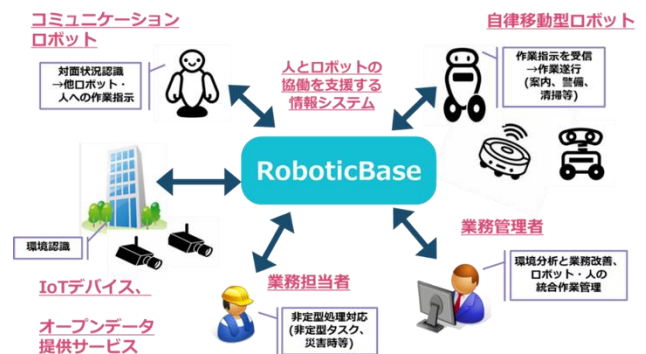 コミュニケーション
ロボット
対面状況認識
→他ロボット・
人への作業指示
人とロボットの
協働を支援する
情報システム
自律移動型ロボット
作業指示を受信
→作業遂行
(案内、警備、
清掃等)
RoboticBase
環境認識
IoTデバイス、
オープンデータ
提供サービス
業務担当者
非定型処理対応
(非定型タスク、
災害時等)
業務管理者
環境分析と業務改善、
ロボット・人の
統合作業管理